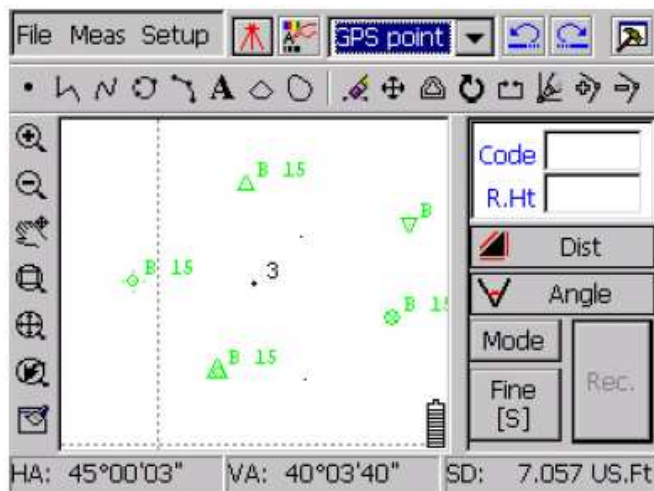 File Meas Setup GPS point
A
B 15
B
B 15
3
B 15
B 15
Code
R.Ht
Dist
Angle
Mode
Fine
[S]
Rec.
HA: 45°00'03" VA: 40°03'40" SD: 7.057 US.Ft